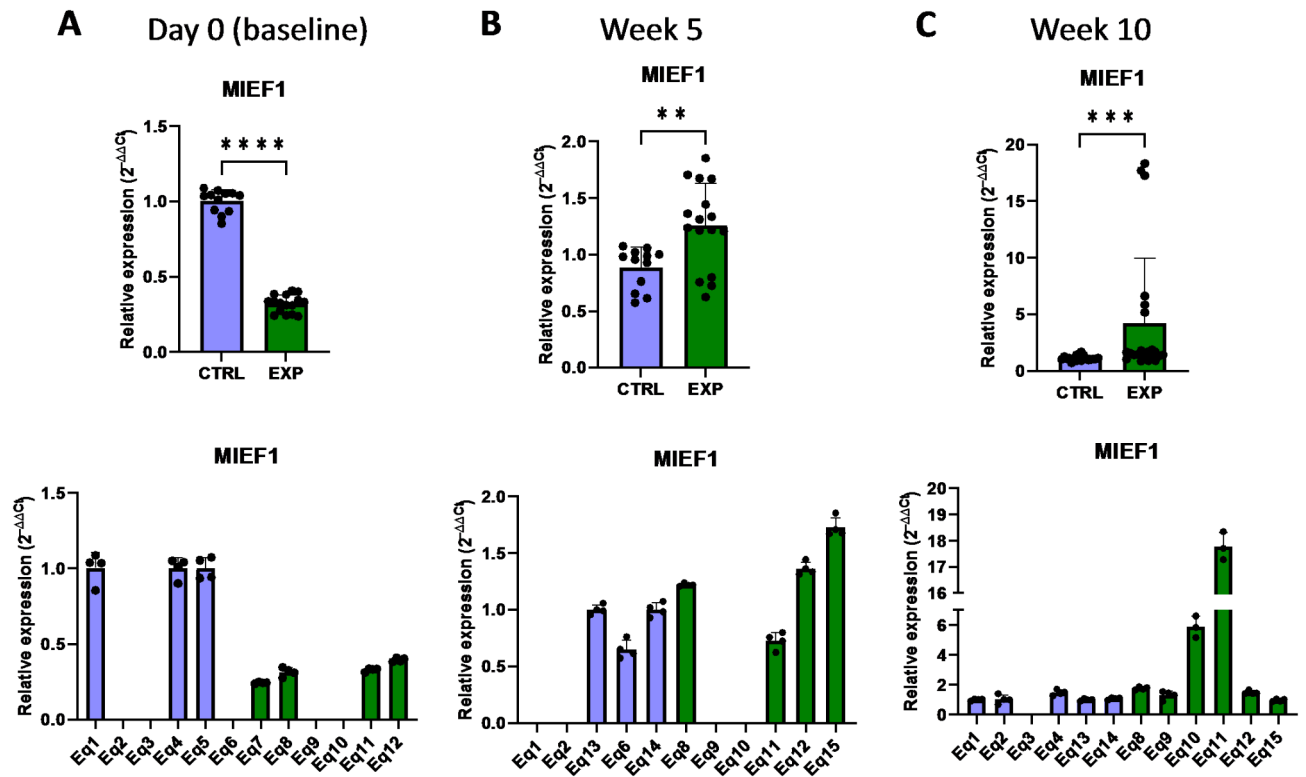 A Day 0 (baseline)
B Week 5
C Week 10
MIEF1
Relative expression (2^-ΔΔCt)
1.5
1.0
0.5
0.0
****
CTRL EXP
MIEF1
Relative expression (2^-ΔΔCt)
2.0
1.5
1.0
0.5
0.0
**
CTRL EXP
MIEF1
Relative expression (2^-ΔΔCt)
20
15
10
5
0
***
CTRL EXP
MIEF1
Relative expression (2^-ΔΔCt)
1.5
1.0
0.5
0.0
Eq1 Eq2 Eq3 Eq4 Eq5 Eq6 Eq7 Eq8 Eq9 Eq10 Eq11 Eq12
MIEF1
Relative expression (2^-ΔΔCt)
2.0
1.5
1.0
0.5
0.0
Eq1 Eq2 Eq13 Eq6 Eq14 Eq8 Eq9 Eq10 Eq11 Eq12 Eq15
MIEF1
Relative expression (2^-ΔΔCt)
20
19
18
17
16
15
14
6
4
2
0
Eq1 Eq2 Eq3 Eq4 Eq13 Eq14 Eq8 Eq9 Eq10 Eq11 Eq12 Eq15